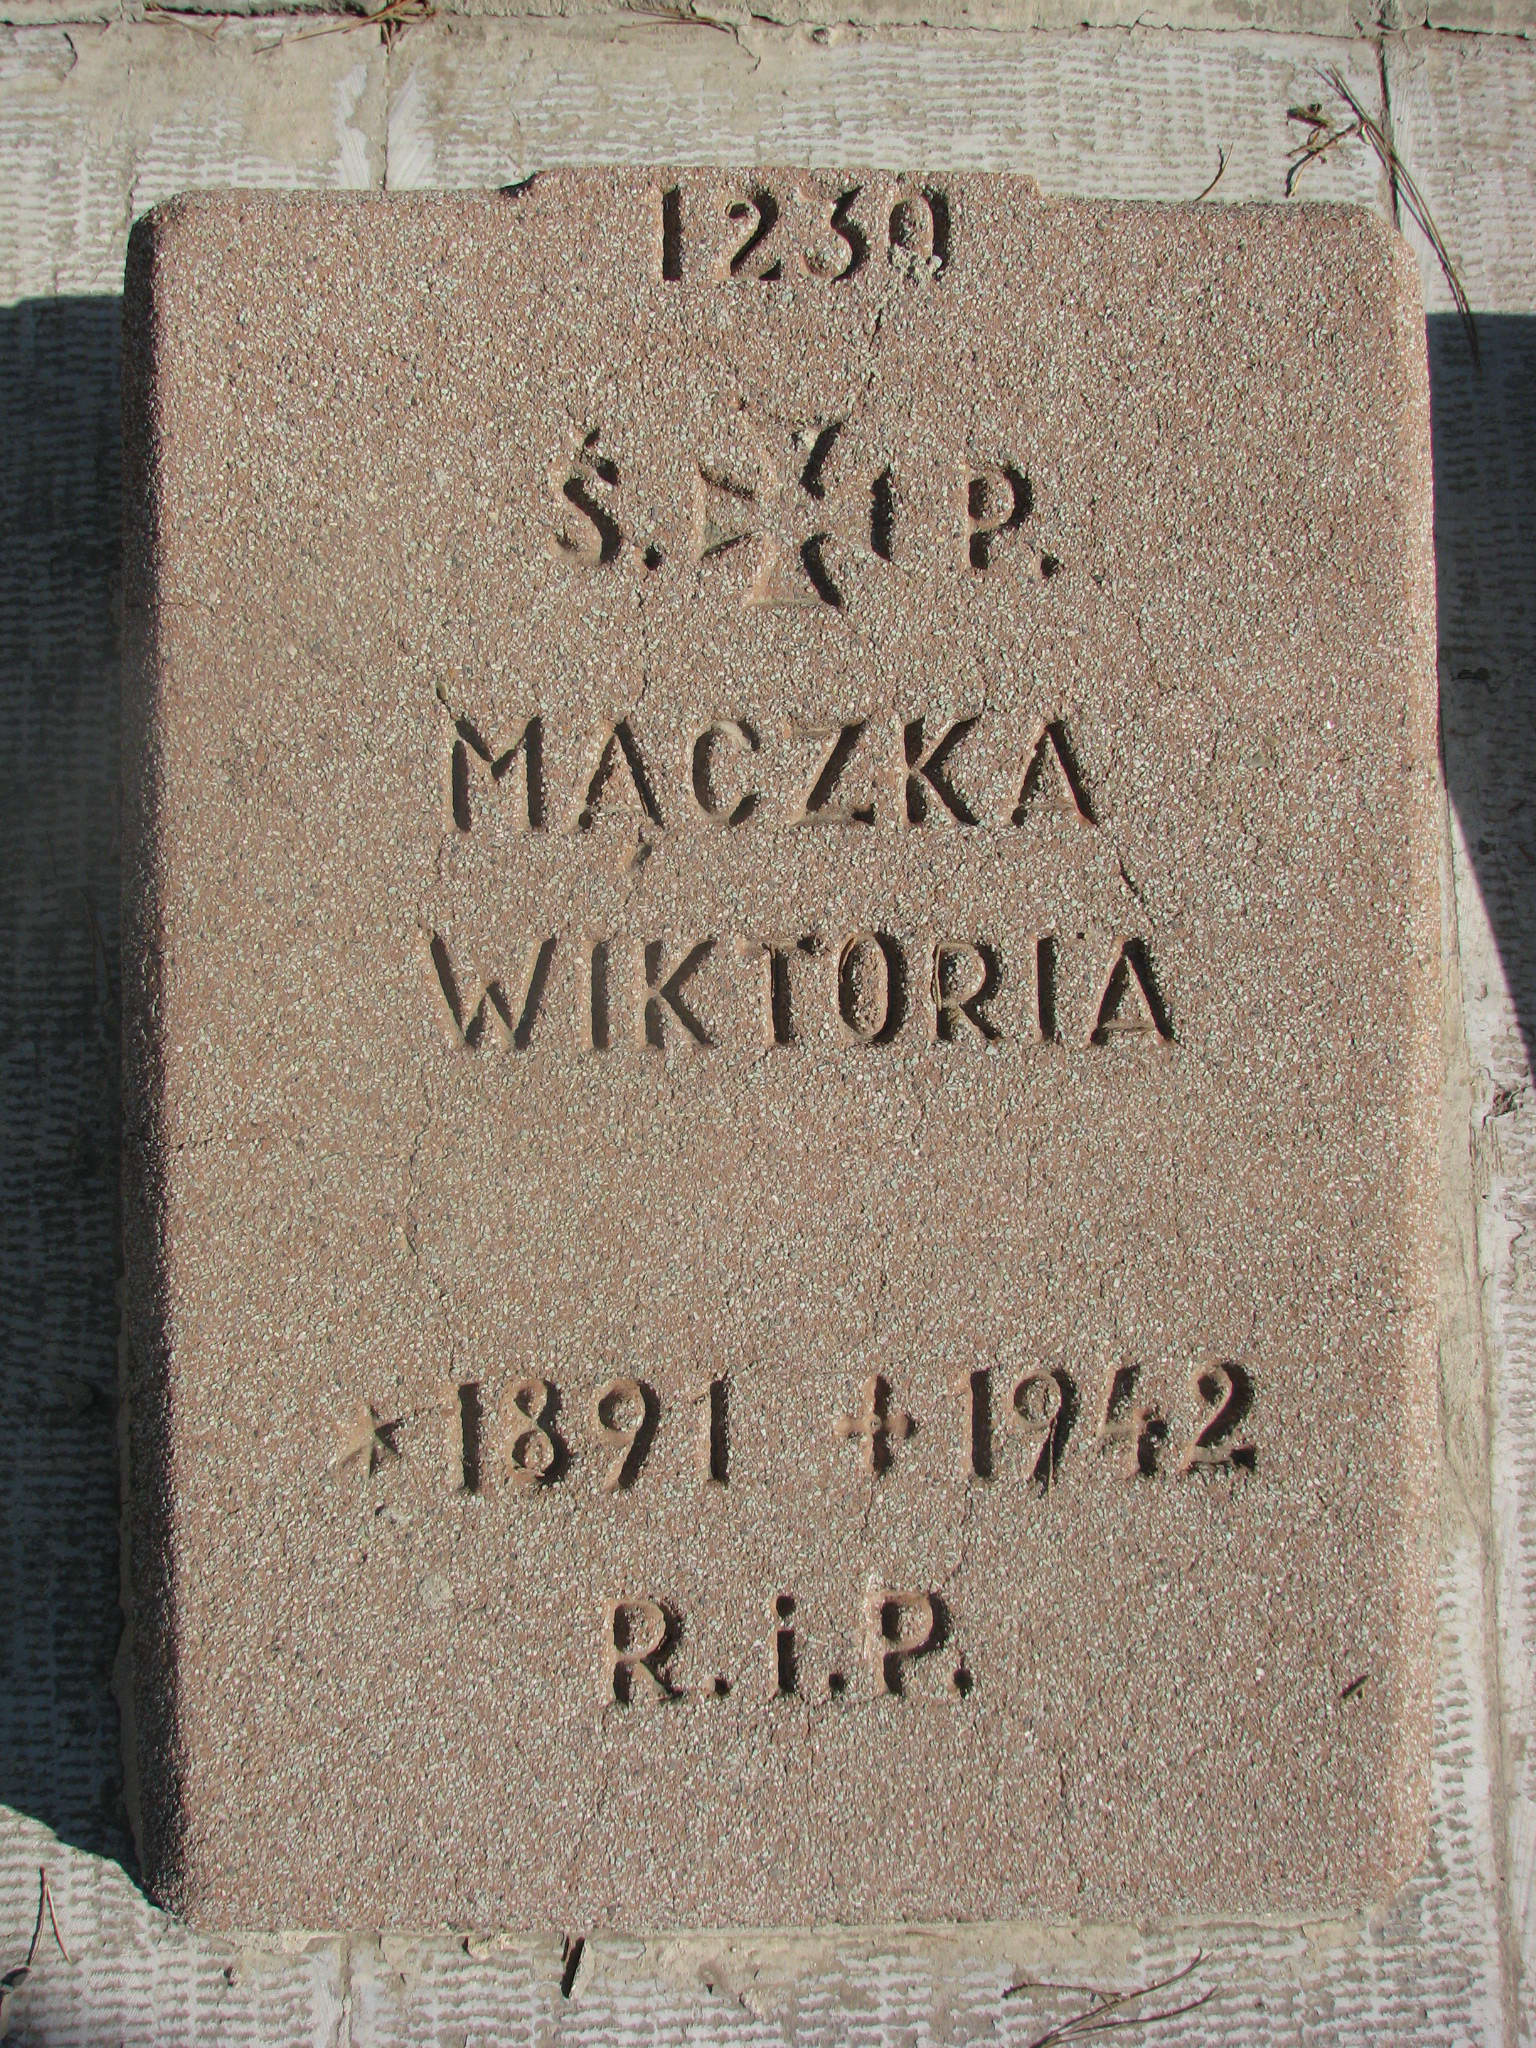 1230
Ś. ✠ P.
MĄCZKA
WIKTORIA
* 1891 + 1942
R.i.P.